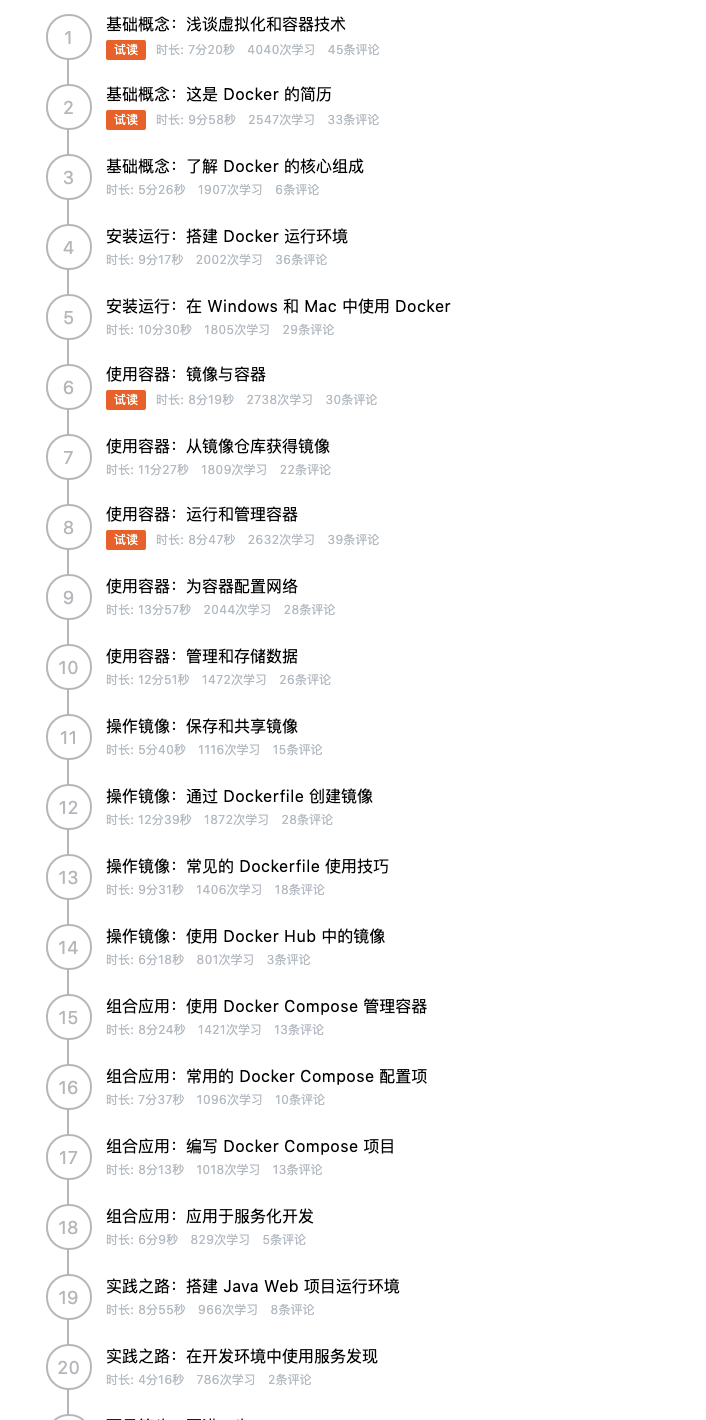 1
基础概念：浅谈虚拟化和容器技术
试读 时长: 7分20秒 4040次学习 45条评论
2
基础概念：这是 Docker 的简历
试读 时长: 9分58秒 2547次学习 33条评论
3
基础概念：了解 Docker 的核心组成
时长: 5分26秒 1907次学习 6条评论
4
安装运行：搭建 Docker 运行环境
时长: 9分17秒 2002次学习 36条评论
5
安装运行：在 Windows 和 Mac 中使用 Docker
时长: 10分30秒 1805次学习 29条评论
6
使用容器：镜像与容器
试读 时长: 8分19秒 2738次学习 30条评论
7
使用容器：从镜像仓库获得镜像
时长: 11分27秒 1809次学习 22条评论
8
使用容器：运行和管理容器
试读 时长: 8分47秒 2632次学习 39条评论
9
使用容器：为容器配置网络
时长: 13分57秒 2044次学习 28条评论
10
使用容器：管理和存储数据
时长: 12分51秒 1472次学习 26条评论
11
操作镜像：保存和共享镜像
时长: 5分40秒 1116次学习 15条评论
12
操作镜像：通过 Dockerfile 创建镜像
时长: 12分39秒 1872次学习 28条评论
13
操作镜像：常见的 Dockerfile 使用技巧
时长: 9分31秒 1406次学习 18条评论
14
操作镜像：使用 Docker Hub 中的镜像
时长: 6分18秒 801次学习 3条评论
15
组合应用：使用 Docker Compose 管理容器
时长: 8分24秒 1421次学习 13条评论
16
组合应用：常用的 Docker Compose 配置项
时长: 7分37秒 1096次学习 10条评论
17
组合应用：编写 Docker Compose 项目
时长: 8分13秒 1018次学习 13条评论
18
组合应用：应用于服务化开发
时长: 6分9秒 829次学习 5条评论
19
实践之路：搭建 Java Web 项目运行环境
时长: 8分55秒 966次学习 8条评论
20
实践之路：在开发环境中使用服务发现
时长: 4分16秒 786次学习 2条评论